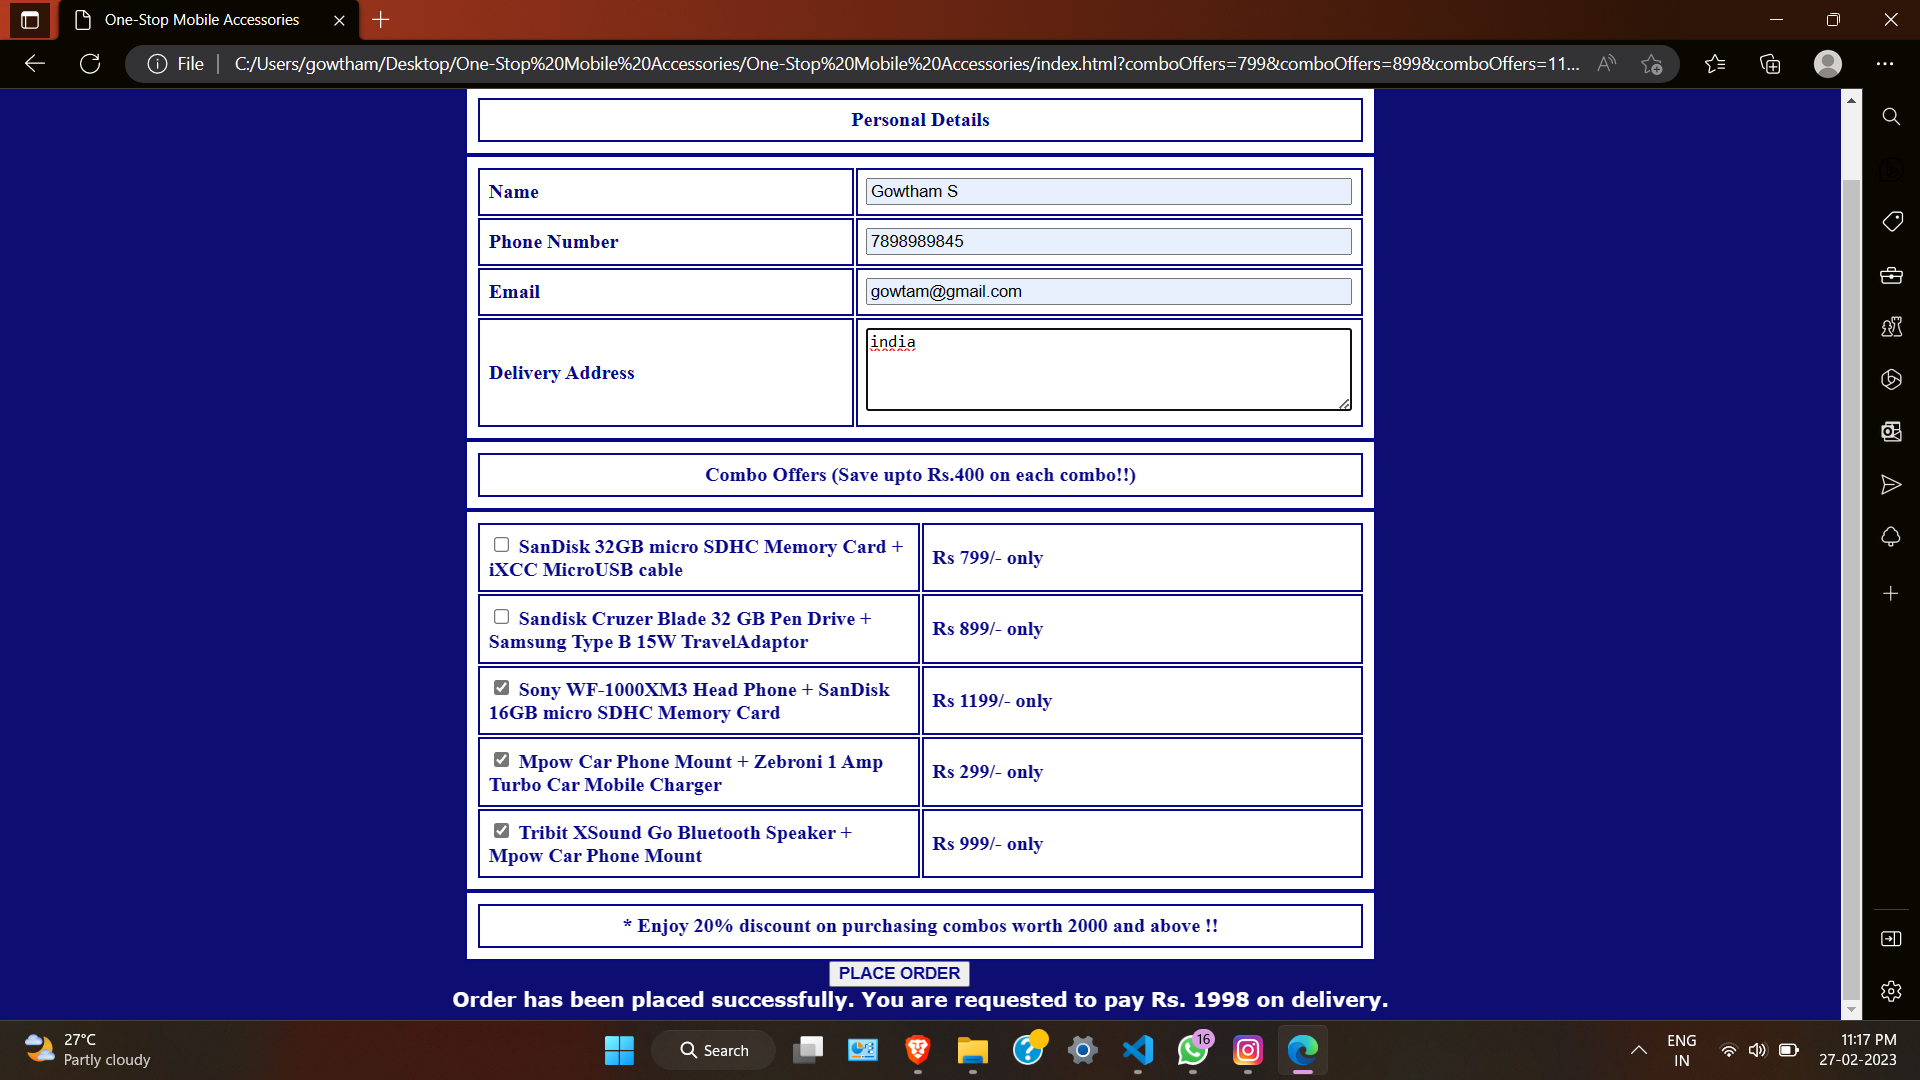 One-Stop Mobile Accessories
File
C:/Users/gowtham/Desktop/One-Stop%20Mobile%20Accessories/One-Stop%20Mobile%20Accessories/index.html?comboOffers=799&comboOffers=899&comboOffers=11...
Personal Details
Name
Gowtham S
Phone Number
7898989845
Email
gowtam@gmail.com
Delivery Address
india
Combo Offers (Save upto Rs.400 on each combo!!)
SanDisk 32GB micro SDHC Memory Card +
iXCC MicroUSB cable
Rs 799/- only
Sandisk Cruzer Blade 32 GB Pen Drive +
Samsung Type B 15W TravelAdaptor
Rs 899/- only
Sony WF-1000XM3 Head Phone + SanDisk
16GB micro SDHC Memory Card
Rs 1199/- only
Mpow Car Phone Mount + Zebroni 1 Amp
Turbo Car Mobile Charger
Rs 299/- only
Tribit XSound Go Bluetooth Speaker +
Mpow Car Phone Mount
Rs 999/- only
* Enjoy 20% discount on purchasing combos worth 2000 and above !!
PLACE ORDER
Order has been placed successfully. You are requested to pay Rs. 1998 on delivery.
27°C
Partly cloudy
Search
16
ENG
IN
11:17 PM
27-02-2023